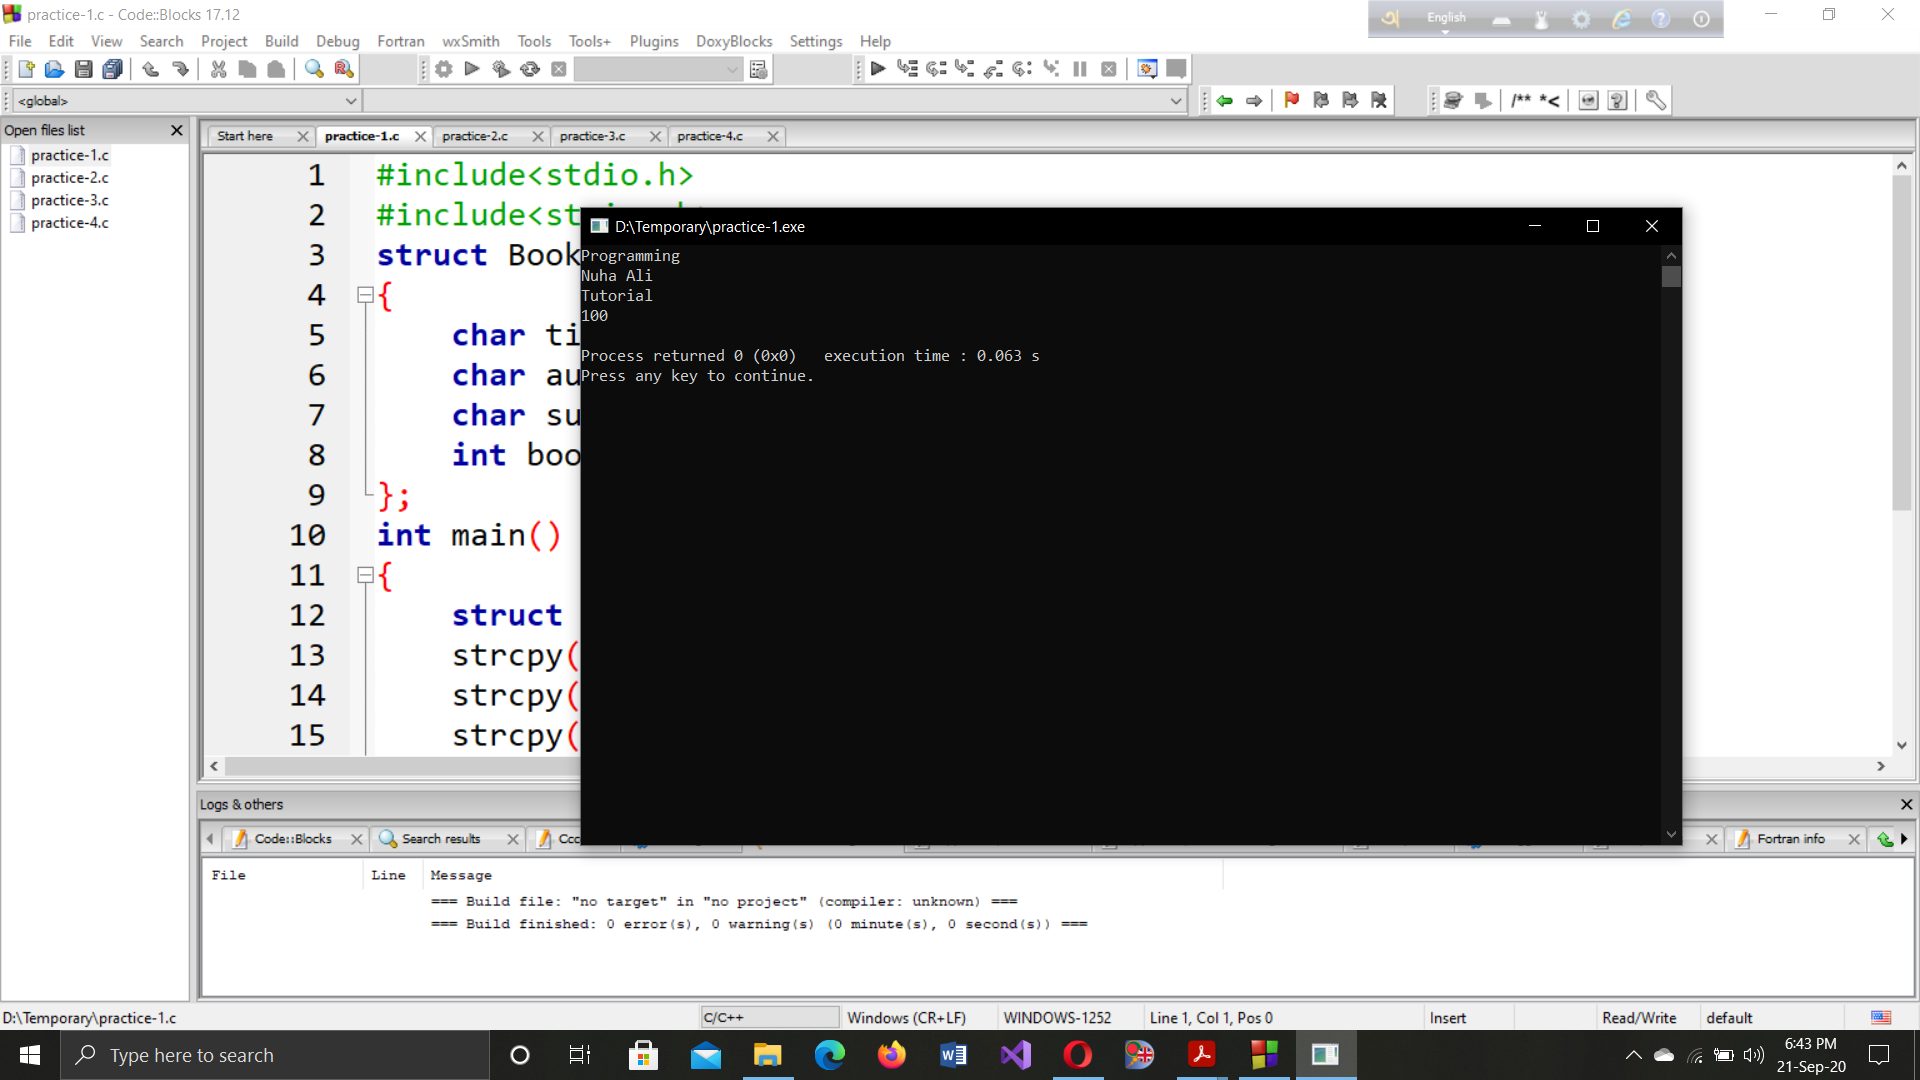 practice-1.c - Code::Blocks 17.12
English
File Edit View Search Project Build Debug Fortran wxSmith Tools Tools+ Plugins DoxyBlocks Settings Help
<global>
/** *<
Open files list
practice-1.c
practice-2.c
practice-3.c
practice-4.c
Start here practice-1.c practice-2.c practice-3.c practice-4.c
1 #include<stdio.h>
2 #include<st
3 struct Book
4 {
5 char ti
6 char au
7 char su
8 int boo
9 };
10 int main()
11 {
12 struct
13 strcpy(
14 strcpy(
15 strcpy(
D:\Temporary\practice-1.exe
Programming
Nuha Ali
Tutorial
100
Process returned 0 (0x0) execution time : 0.063 s
Press any key to continue.
Logs & others
Code::Blocks Search results Ccc Fortran info
File Line Message
=== Build file: "no target" in "no project" (compiler: unknown) ===
=== Build finished: 0 error(s), 0 warning(s) (0 minute(s), 0 second(s)) ===
D:\Temporary\practice-1.c C/C++ Windows (CR+LF) WINDOWS-1252 Line 1, Col 1, Pos 0 Insert Read/Write default
Type here to search
6:43 PM
21-Sep-20